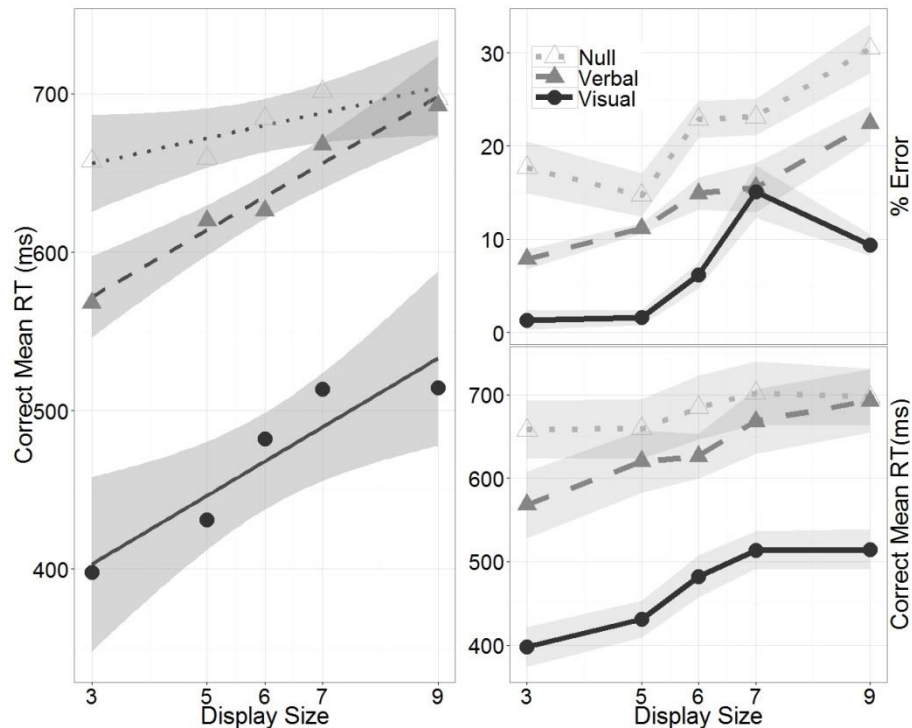 Correct Mean RT (ms)
700
600
500
400
3 5 6 7 9
Display Size
Null
Verbal
Visual
30
20
10
0
% Error
700
600
500
400
Correct Mean RT(ms)
3 5 6 7 9
Display Size